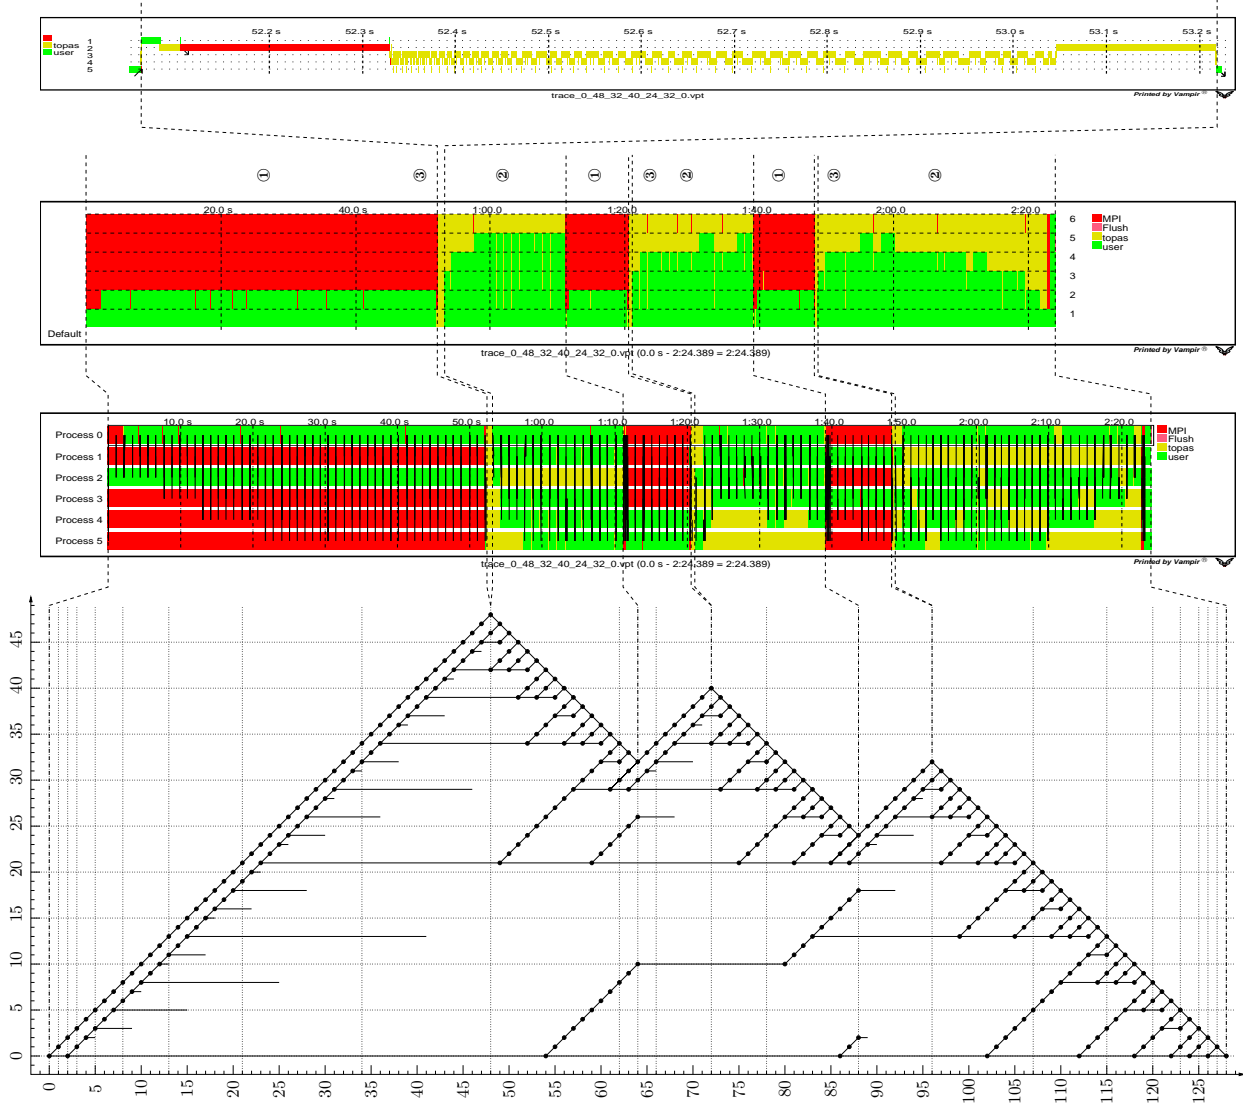 52.2 s 52.3 s 52.4 s 52.5 s 52.6 s 52.7 s 52.8 s 52.9 s 53.0 s 53.1 s 53.2 s
topas
user
1
2
3
4
5
trace_0_48_32_40_24_32_0.vpt
Printed by Vampir
① ③ ② ① ③ ② ① ③ ②
20.0 s 40.0 s 1:00.0 1:20.0 1:40.0 2:00.0 2:20.0
6
5
4
3
2
1
MPI
Flush
topas
user
Default
trace_0_48_32_40_24_32_0.vpt (0.0 s - 2:24.389 = 2:24.389)
Printed by Vampir
10.0 s 20.0 s 30.0 s 40.0 s 50.0 s 1:00.0 1:10.0 1:20.0 1:30.0 1:40.0 1:50.0 2:00.0 2:10.0 2:20.0
Process 0
Process 1
Process 2
Process 3
Process 4
Process 5
MPI
Flush
topas
user
trace_0_48_32_40_24_32_0.vpt (0.0 s - 2:24.389 = 2:24.389)
Printed by Vampir
45
40
35
30
25
20
15
10
5
0
0 5 10 15 21 25 30 35 40 45 50 55 60 65 70 75 80 85 90 95 100 105 110 115 120 125